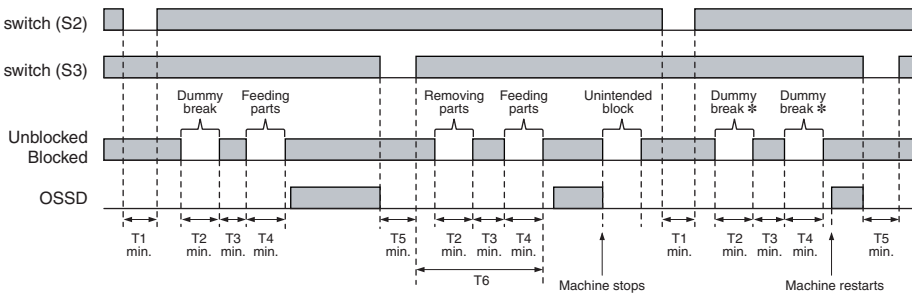 switch (S2)
switch (S3)
Dummy break
Feeding parts
Removing parts
Feeding parts
Unintended block
Dummy break ✻
Dummy break ✻
Unblocked
Blocked
OSSD
T1 min.
T2 min.
T3 min.
T4 min.
T5 min.
T2 min.
T3 min.
T4 min.
T1 min.
T2 min.
T3 min.
T4 min.
T5 min.
T6
Machine stops
Machine restarts